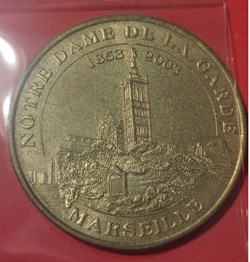 NOTRE DAME DE LA GARDE
1853 2003
MARSEILLE